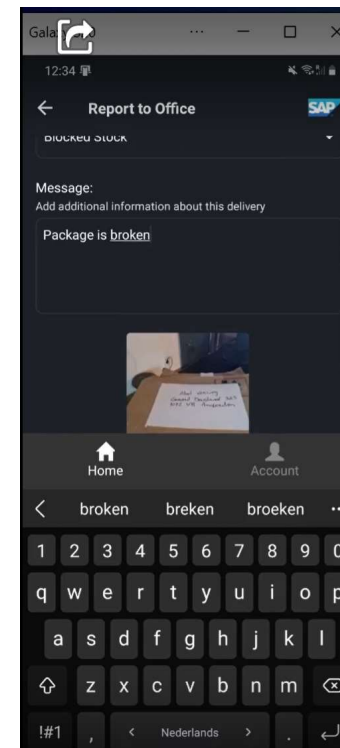 12:34
Report to Office
SAP
Blocked Stock
Message:
Add additional information about this delivery
Package is broken
Home
Account
broken breken broeken
1 2 3 4 5 6 7 8 9 0
q w e r t y u i o p
a s d f g h j k l
z x c v b n m
!#1 , < Nederlands > .